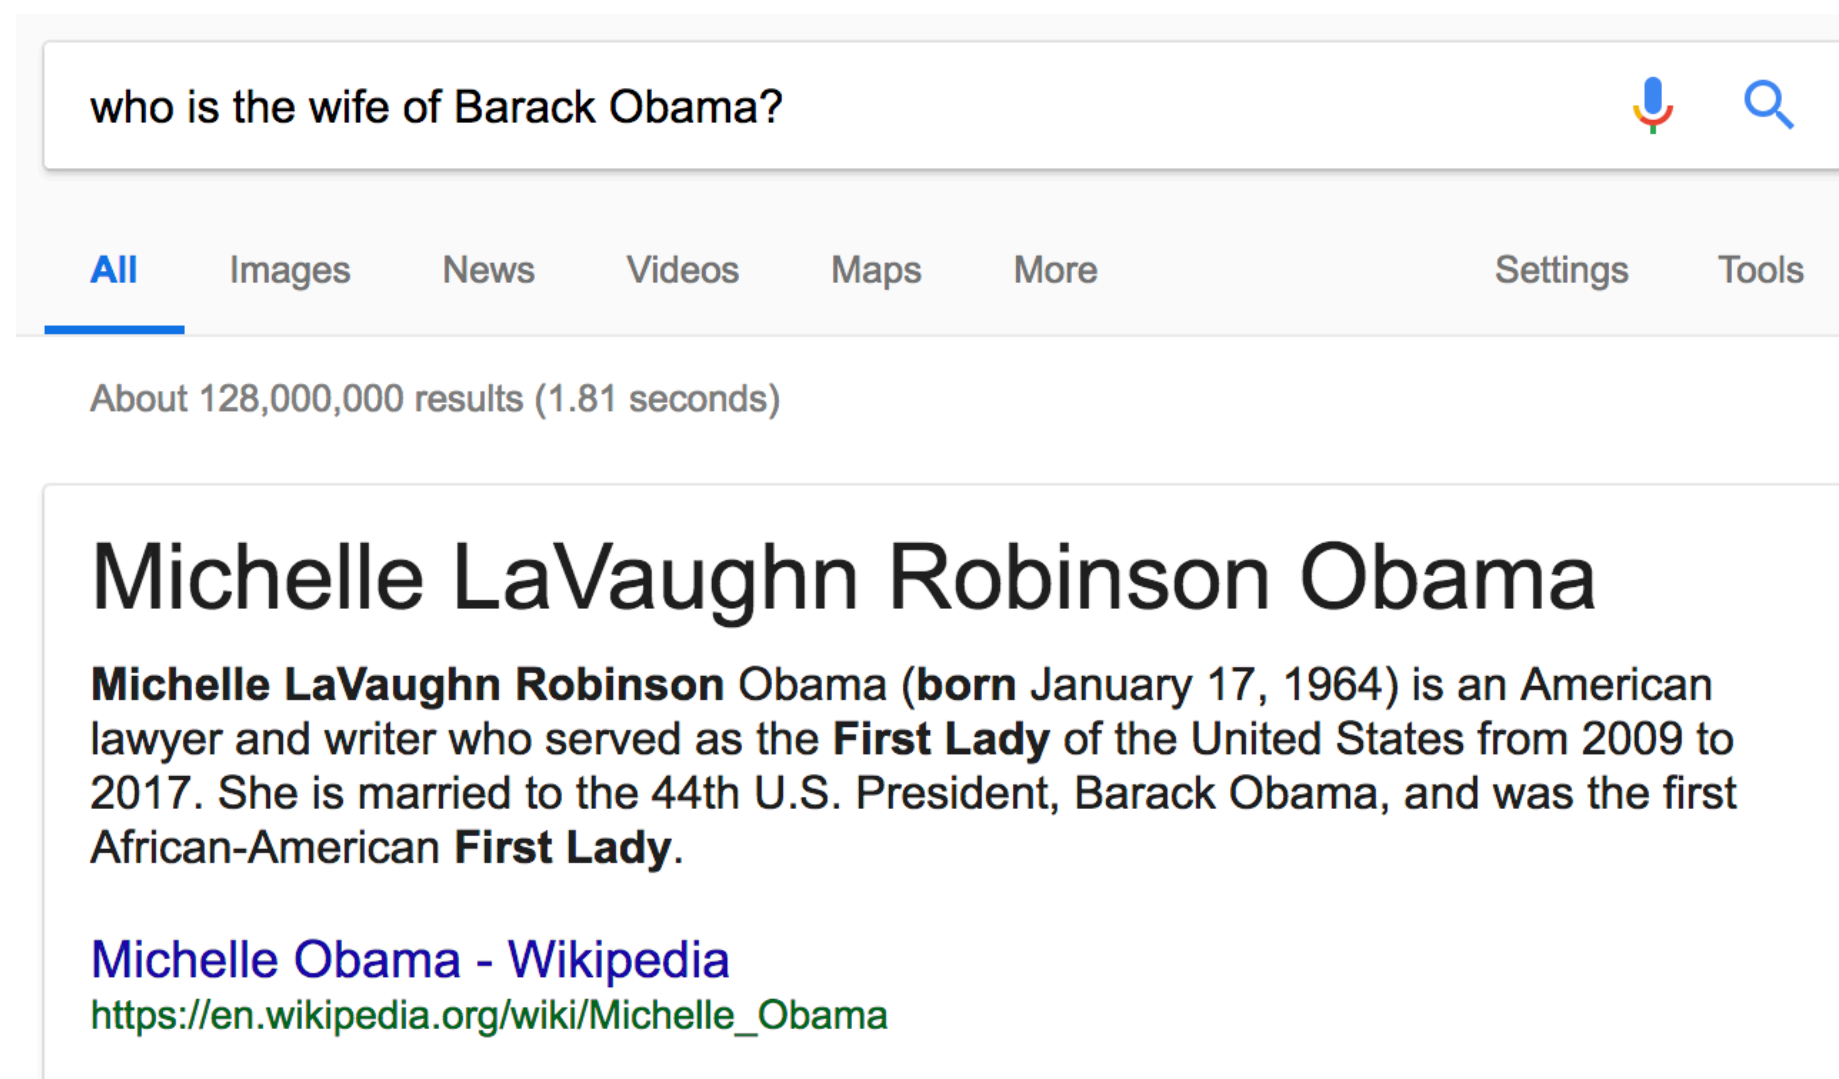 who is the wife of Barack Obama?
All Images News Videos Maps More Settings Tools
About 128,000,000 results (1.81 seconds)
Michelle LaVaughn Robinson Obama
Michelle LaVaughn Robinson Obama (born January 17, 1964) is an American
lawyer and writer who served as the First Lady of the United States from 2009 to
2017. She is married to the 44th U.S. President, Barack Obama, and was the first
African-American First Lady.
Michelle Obama - Wikipedia
https://en.wikipedia.org/wiki/Michelle_Obama